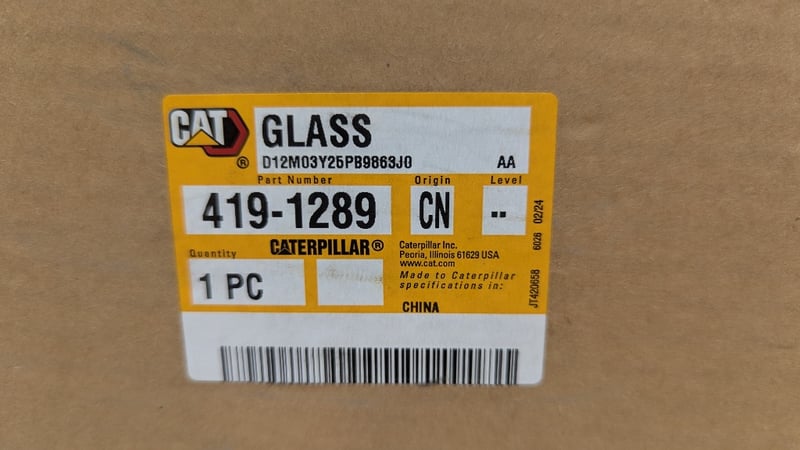 CAT
®
GLASS
D12M03Y25PB9863J0 AA
Part Number Origin Level
419-1289 CN --
Quantity CATERPILLAR®
1 PC
Caterpillar Inc.
Peoria, Illinois 61629 USA
www.cat.com
Made to Caterpillar
specifications in:
CHINA
JT420658 6026 02/24